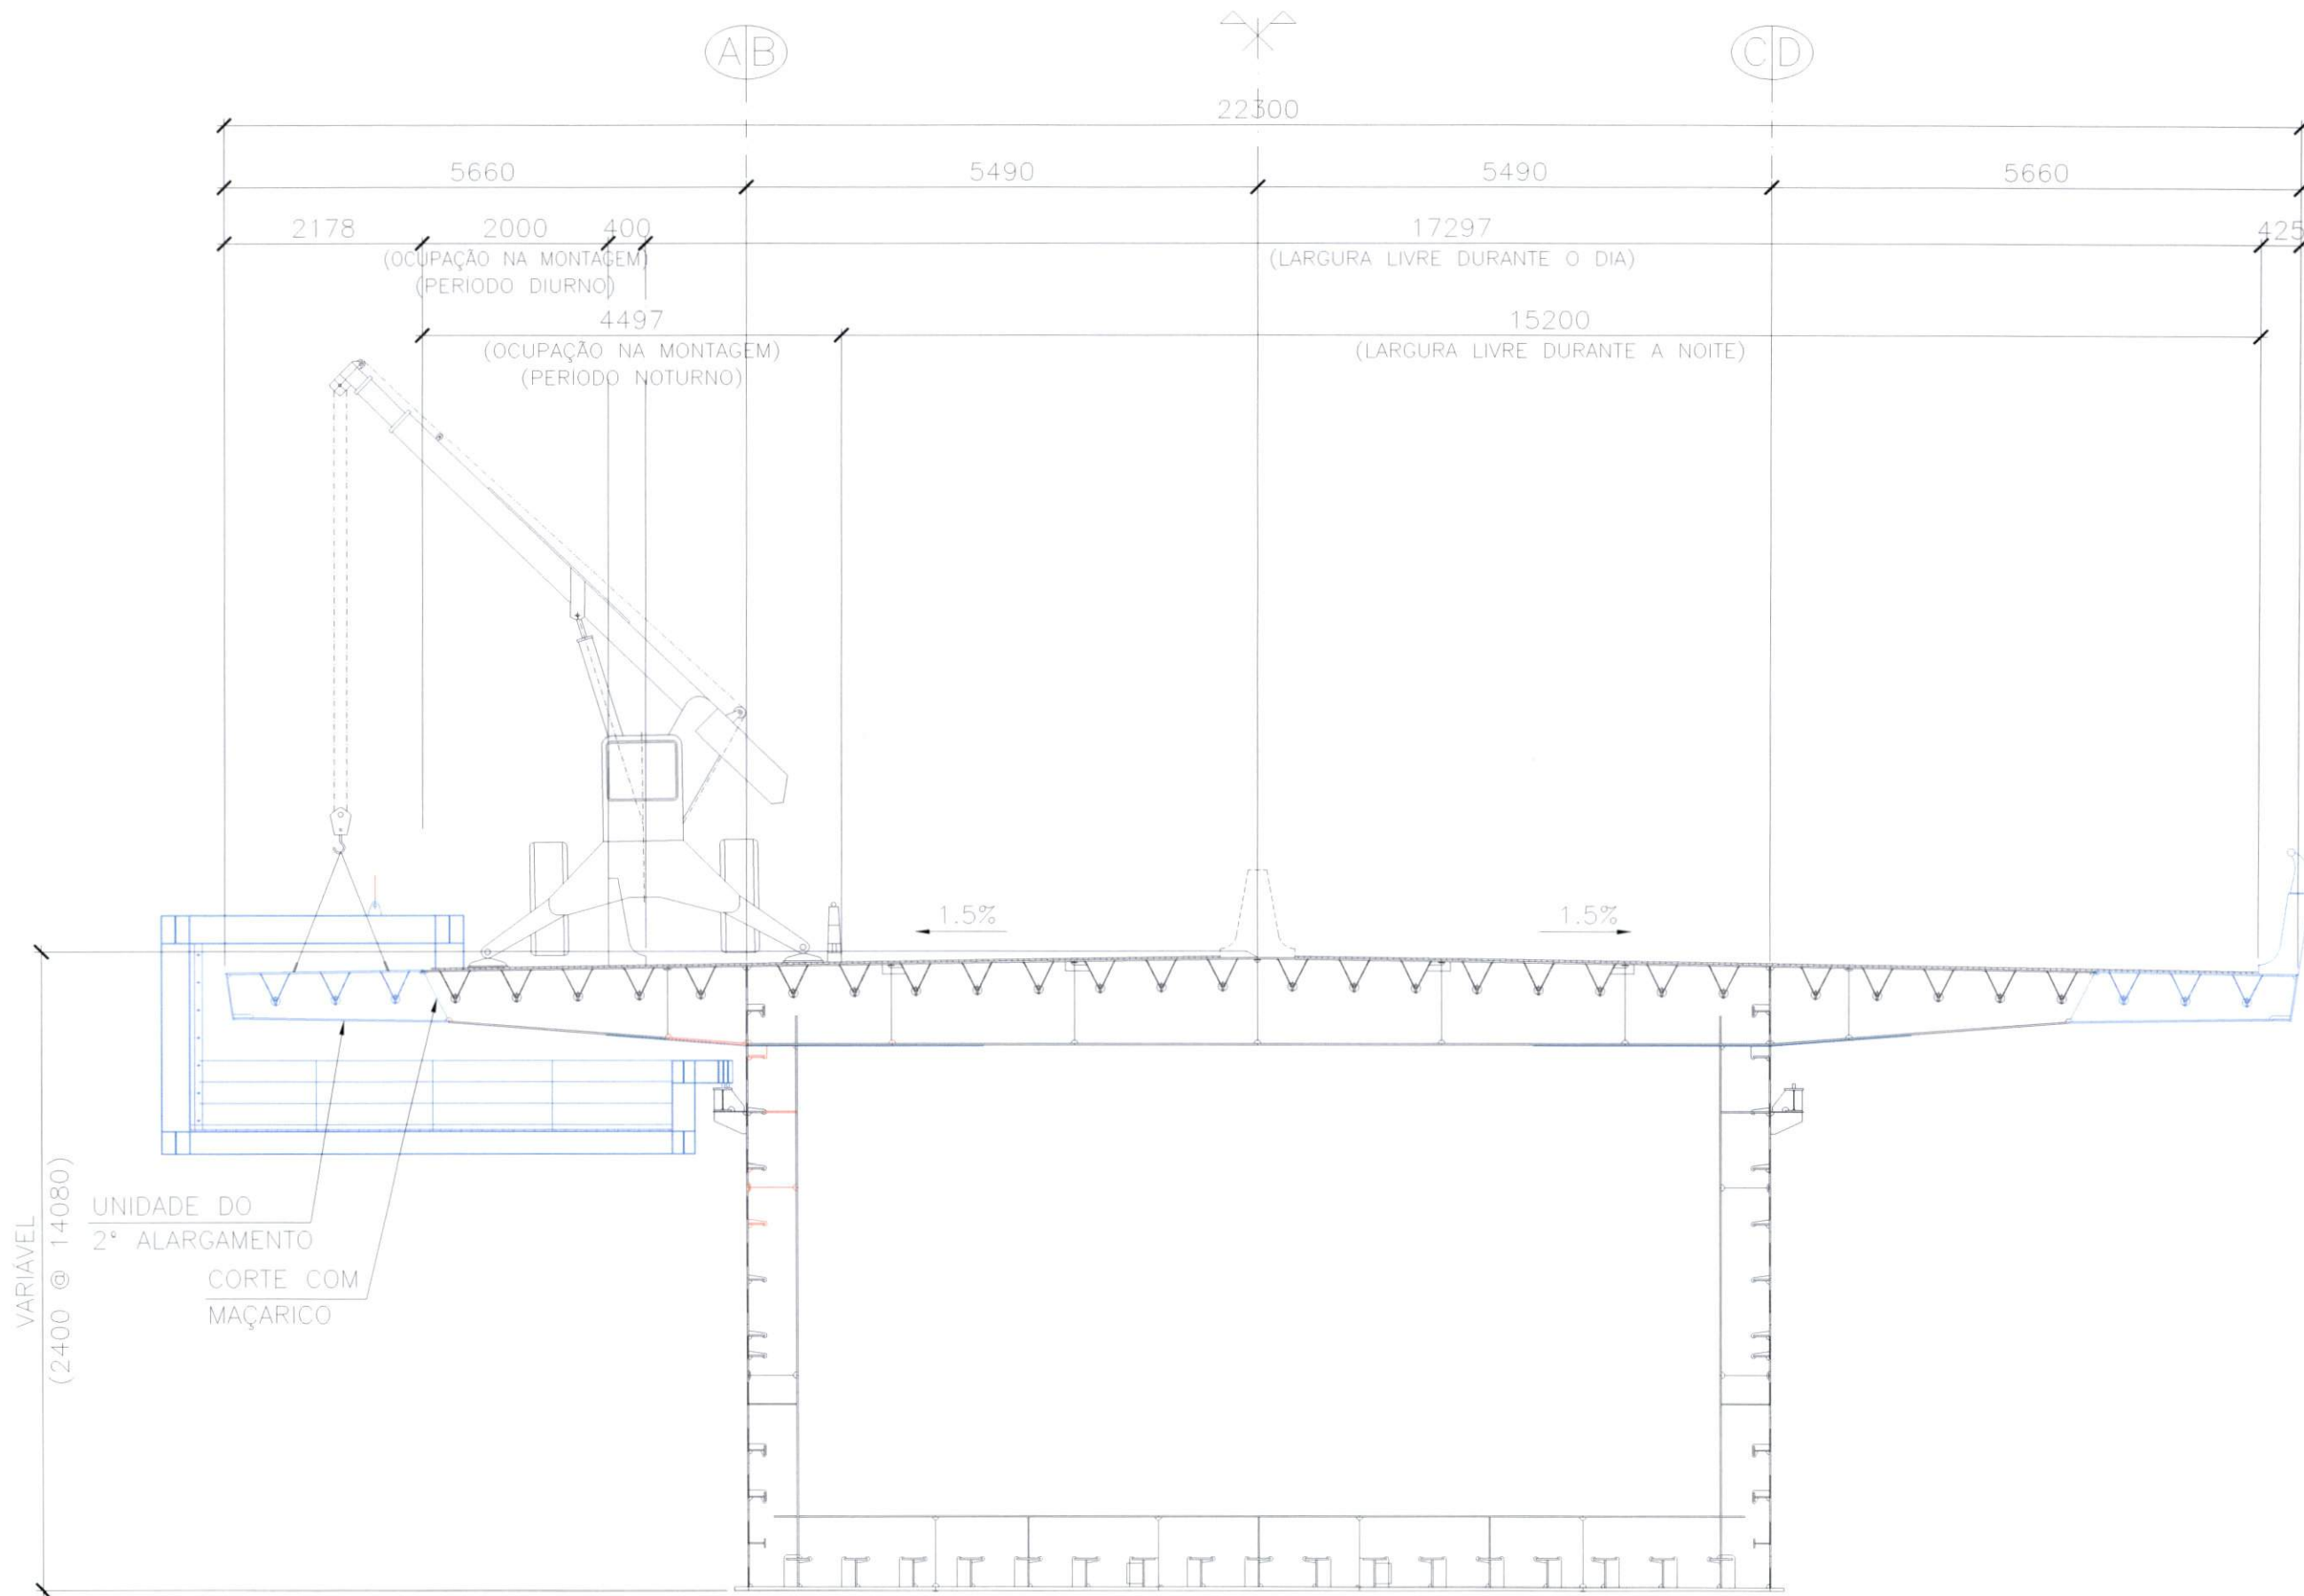 AB
CD
22300
5660
5490
5490
5660
2178
2000
400
17297
425
(OCUPAÇÃO NA MONTAGEM)
(LARGURA LIVRE DURANTE O DIA)
(PERÍODO DIURNO)
4497
15200
(OCUPAÇÃO NA MONTAGEM)
(LARGURA LIVRE DURANTE A NOITE)
(PERÍODO NOTURNO)
1.5%
1.5%
VARIÁVEL
(2400 @ 14080)
UNIDADE DO
2° ALARGAMENTO
CORTE COM
MAÇARICO